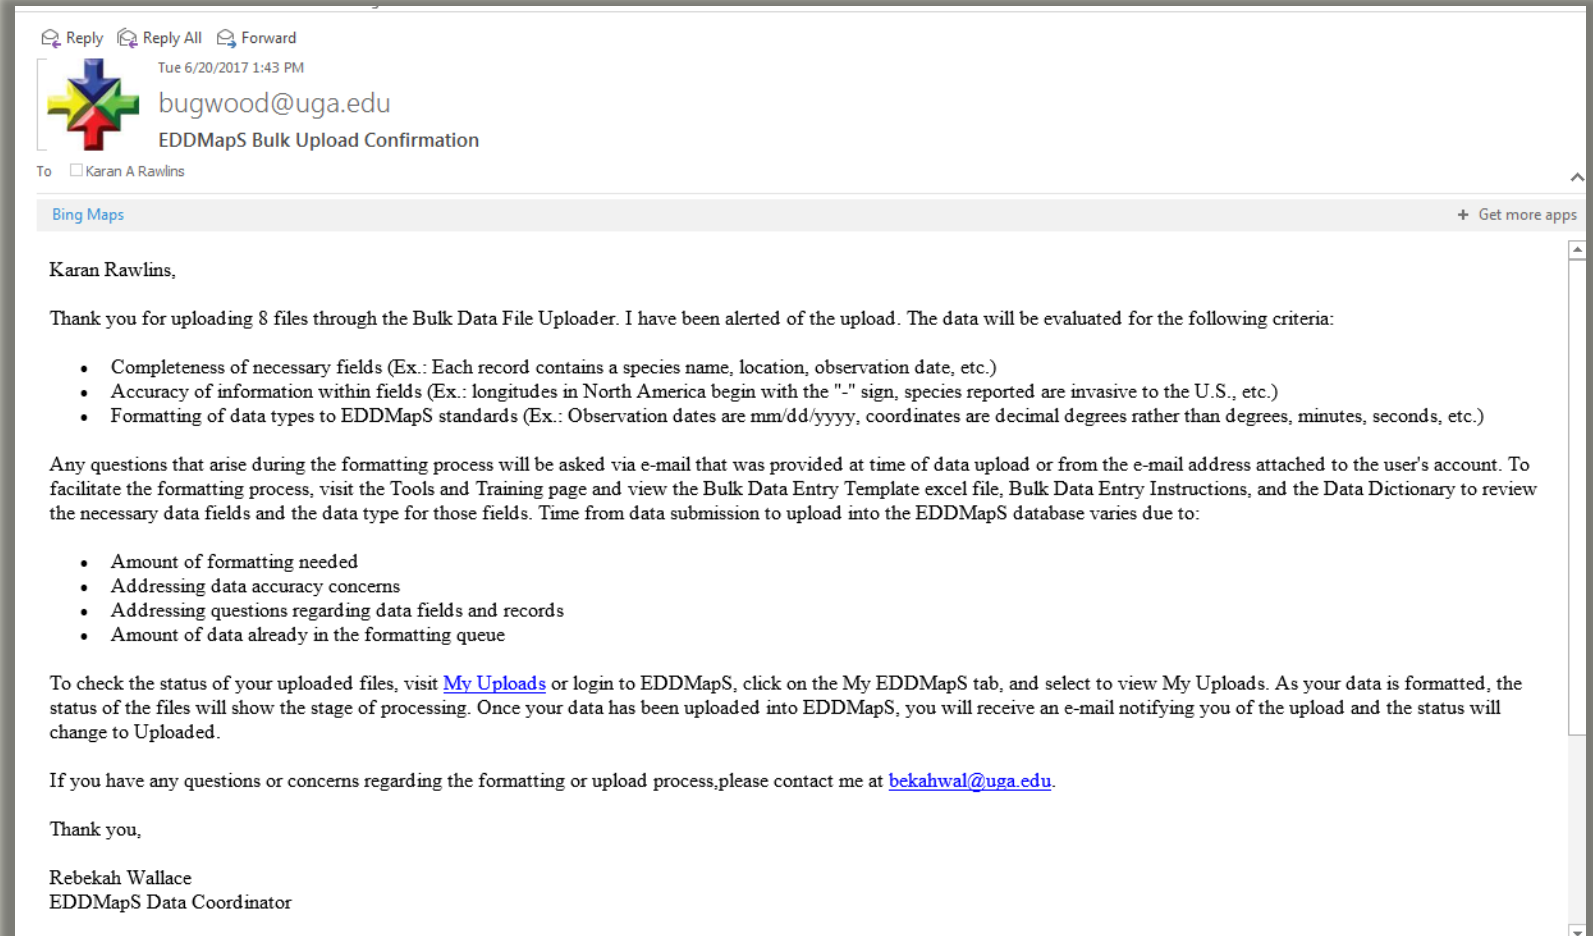 Reply Reply All Forward
Tue 6/20/2017 1:43 PM
bugwood@uga.edu
EDDMapS Bulk Upload Confirmation
To Karan A Rawlins
Bing Maps + Get more apps
Karan Rawlins,
Thank you for uploading 8 files through the Bulk Data File Uploader. I have been alerted of the upload. The data will be evaluated for the following criteria:
• Completeness of necessary fields (Ex.: Each record contains a species name, location, observation date, etc.)
• Accuracy of information within fields (Ex.: longitudes in North America begin with the "-" sign, species reported are invasive to the U.S., etc.)
• Formatting of data types to EDDMapS standards (Ex.: Observation dates are mm/dd/yyyy, coordinates are decimal degrees rather than degrees, minutes, seconds, etc.)
Any questions that arise during the formatting process will be asked via e-mail that was provided at time of data upload or from the e-mail address attached to the user's account. To
facilitate the formatting process, visit the Tools and Training page and view the Bulk Data Entry Template excel file, Bulk Data Entry Instructions, and the Data Dictionary to review
the necessary data fields and the data type for those fields. Time from data submission to upload into the EDDMapS database varies due to:
• Amount of formatting needed
• Addressing data accuracy concerns
• Addressing questions regarding data fields and records
• Amount of data already in the formatting queue
To check the status of your uploaded files, visit My Uploads or login to EDDMapS, click on the My EDDMapS tab, and select to view My Uploads. As your data is formatted, the
status of the files will show the stage of processing. Once your data has been uploaded into EDDMapS, you will receive an e-mail notifying you of the upload and the status will
change to Uploaded.
If you have any questions or concerns regarding the formatting or upload process,please contact me at bekahwal@uga.edu.
Thank you,
Rebekah Wallace
EDDMapS Data Coordinator